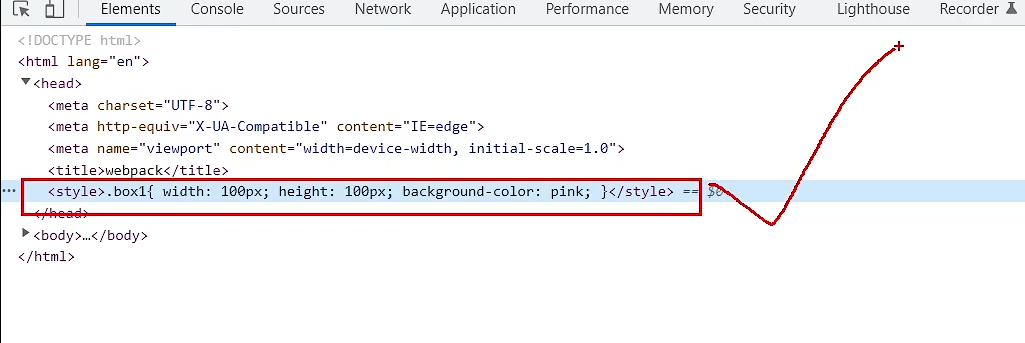 Elements Console Sources Network Application Performance Memory Security Lighthouse Recorder
<!DOCTYPE html>
<html lang="en">
▼<head>
<meta charset="UTF-8">
<meta http-equiv="X-UA-Compatible" content="IE=edge">
<meta name="viewport" content="width=device-width, initial-scale=1.0">
<title>webpack</title>
… <style>.box1{ width: 100px; height: 100px; background-color: pink; }</style> == $0
</head>
▶<body>…</body>
</html>